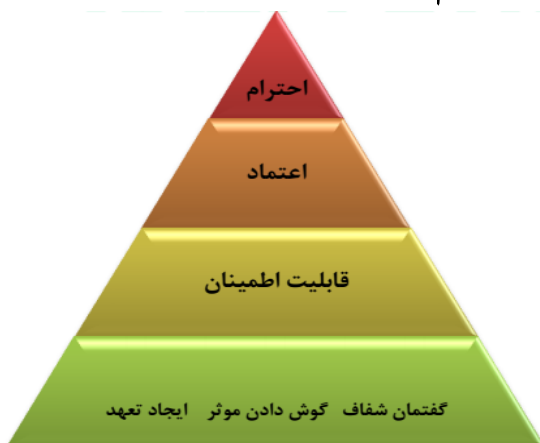 احترام
اعتماد
قابلیت اطمینان
گفتمان شفاف گوش دادن موثر ایجاد تعهد